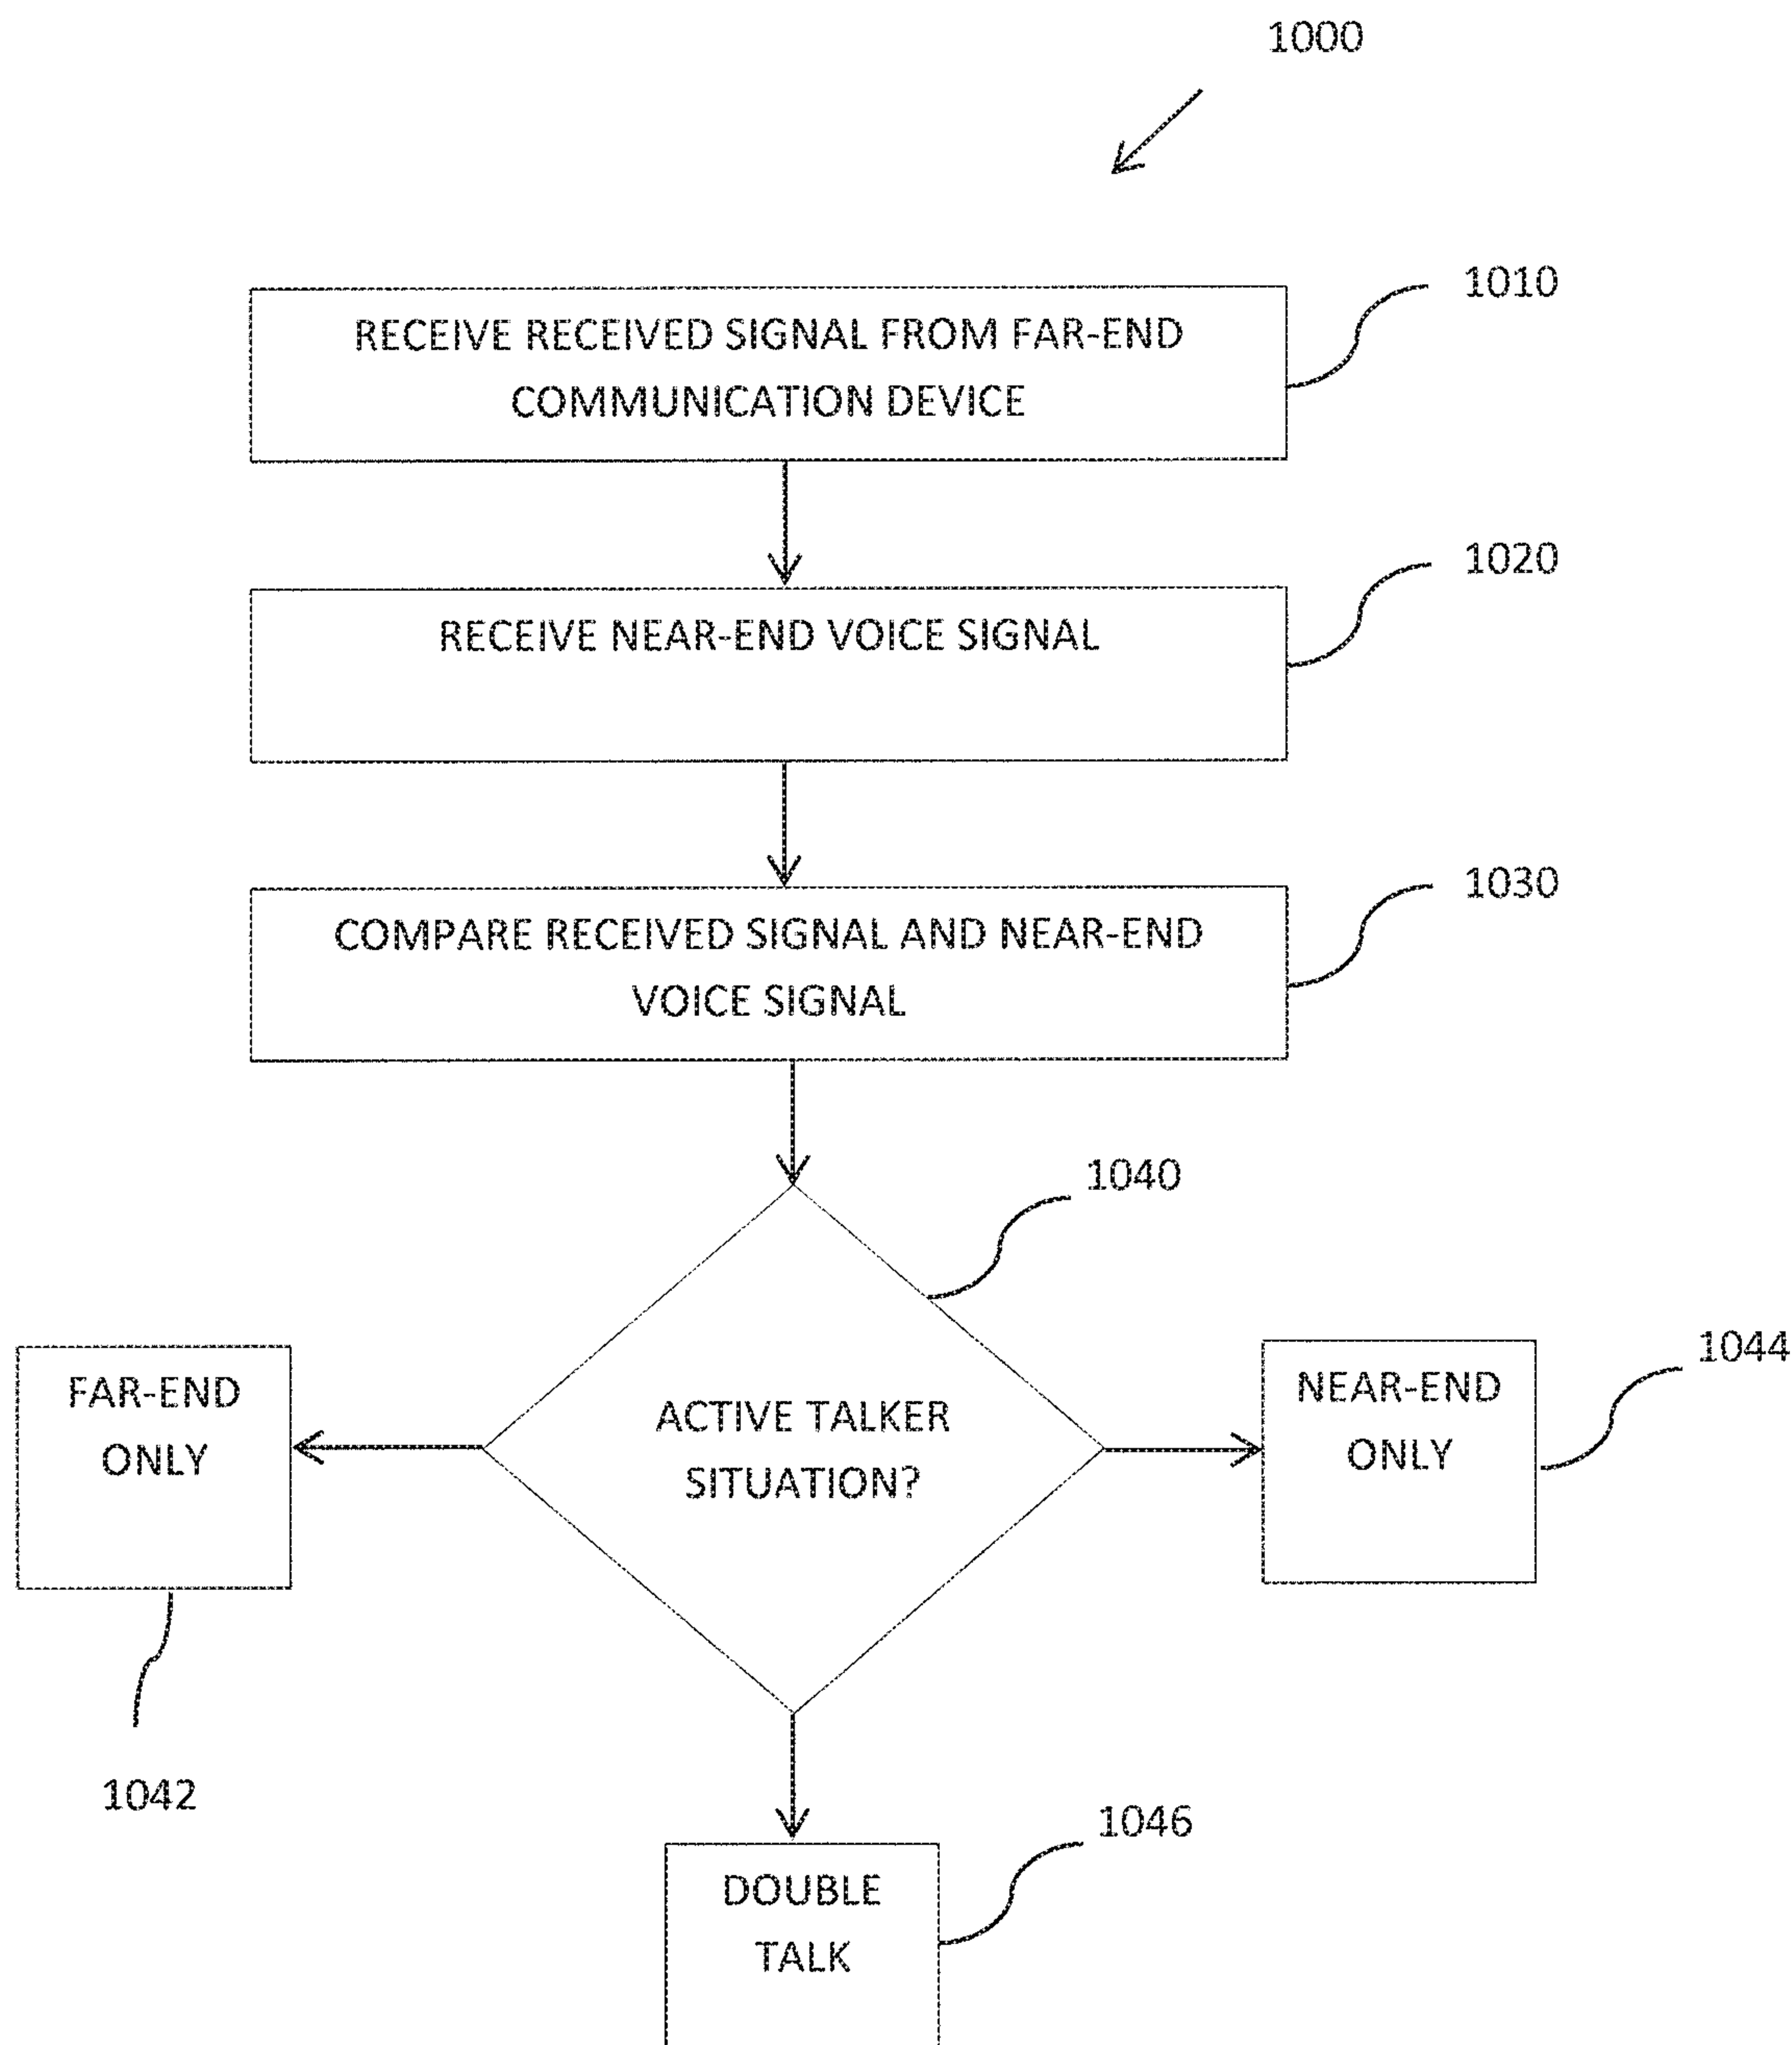 1000
RECEIVE RECEIVED SIGNAL FROM FAR-END
COMMUNICATION DEVICE
1010
RECEIVE NEAR-END VOICE SIGNAL
1020
COMPARE RECEIVED SIGNAL AND NEAR-END
VOICE SIGNAL
1030
1040
ACTIVE TALKER
SITUATION?
FAR-END
ONLY
1042
NEAR-END
ONLY
1044
DOUBLE
TALK
1046